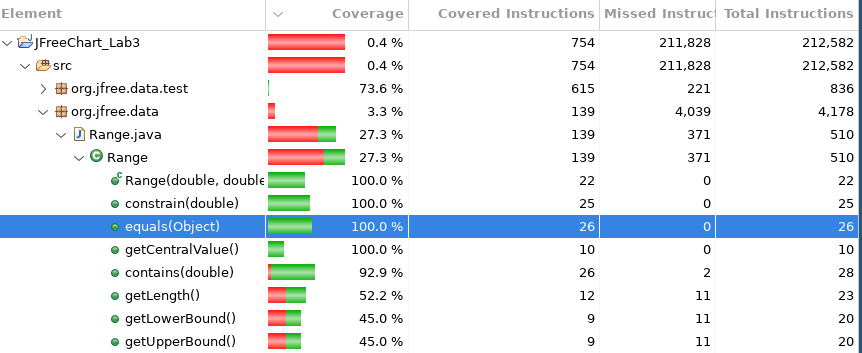 Element Coverage Covered Instructions Missed Instruct Total Instructions
JFreeChart_Lab3 0.4 % 754 211,828 212,582
src 0.4 % 754 211,828 212,582
org.jfree.data.test 73.6 % 615 221 836
org.jfree.data 3.3 % 139 4,039 4,178
Range.java 27.3 % 139 371 510
Range 27.3 % 139 371 510
Range(double, double 100.0 % 22 0 22
constrain(double) 100.0 % 25 0 25
equals(Object) 100.0 % 26 0 26
getCentralValue() 100.0 % 10 0 10
contains(double) 92.9 % 26 2 28
getLength() 52.2 % 12 11 23
getLowerBound() 45.0 % 9 11 20
getUpperBound() 45.0 % 9 11 20